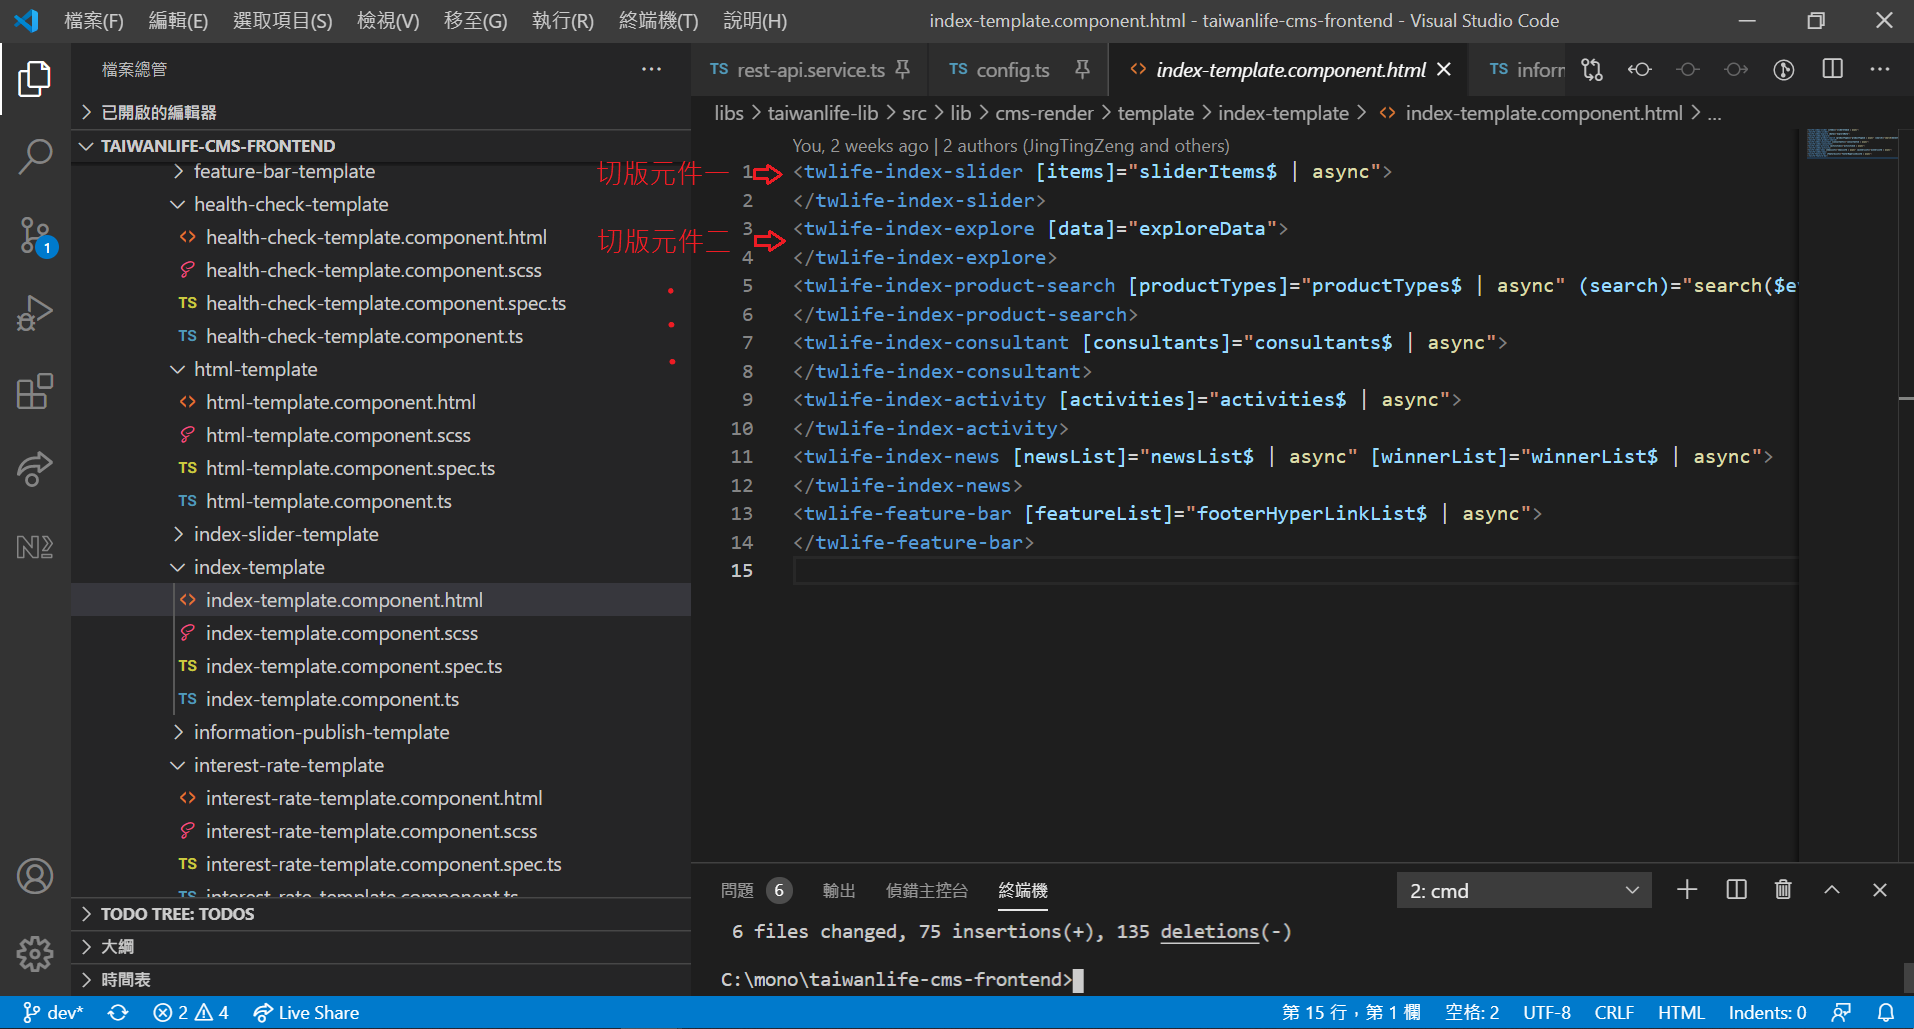 檔案(F) 編輯(E) 選取項目(S) 檢視(V) 移至(G) 執行(R) 終端機(T) 說明(H) index-template.component.html - taiwanlife-cms-frontend - Visual Studio Code
檔案總管
已開啟的編輯器
TAIWANLIFE-CMS-FRONTEND
feature-bar-template
health-check-template
health-check-template.component.html
health-check-template.component.scss
TS health-check-template.component.spec.ts
TS health-check-template.component.ts
html-template
html-template.component.html
html-template.component.scss
TS html-template.component.spec.ts
TS html-template.component.ts
index-slider-template
index-template
index-template.component.html
index-template.component.scss
TS index-template.component.spec.ts
TS index-template.component.ts
information-publish-template
interest-rate-template
interest-rate-template.component.html
interest-rate-template.component.scss
TS interest-rate-template.component.spec.ts
TS interest-rate-template.component.ts
TODO TREE: TODOS
大綱
時間表
1
N2
TS rest-api.service.ts TS config.ts <> index-template.component.html TS inforr
libs > taiwanlife-lib > src > lib > cms-render > template > index-template > <> index-template.component.html > ...
You, 2 weeks ago | 2 authors (JingTingZeng and others)
切版元件一
切版元件二
1 <twlife-index-slider [items]="sliderItems$ | async">
2 </twlife-index-slider>
3 <twlife-index-explore [data]="exploreData">
4 </twlife-index-explore>
5 <twlife-index-product-search [productTypes]="productTypes$ | async" (search)="search($e
6 </twlife-index-product-search>
7 <twlife-index-consultant [consultants]="consultants$ | async">
8 </twlife-index-consultant>
9 <twlife-index-activity [activities]="activities$ | async">
10 </twlife-index-activity>
11 <twlife-index-news [newsList]="newsList$ | async" [winnerList]="winnerList$ | async">
12 </twlife-index-news>
13 <twlife-feature-bar [featureList]="footerHyperLinkList$ | async">
14 </twlife-feature-bar>
15
問題 6 輸出 偵錯主控台 終端機 2: cmd
6 files changed, 75 insertions(+), 135 deletions(-)
C:\mono\taiwanlife-cms-frontend>
dev* 2 4 Live Share 第 15 行，第 1 欄 空格: 2 UTF-8 CRLF HTML Indents: 0